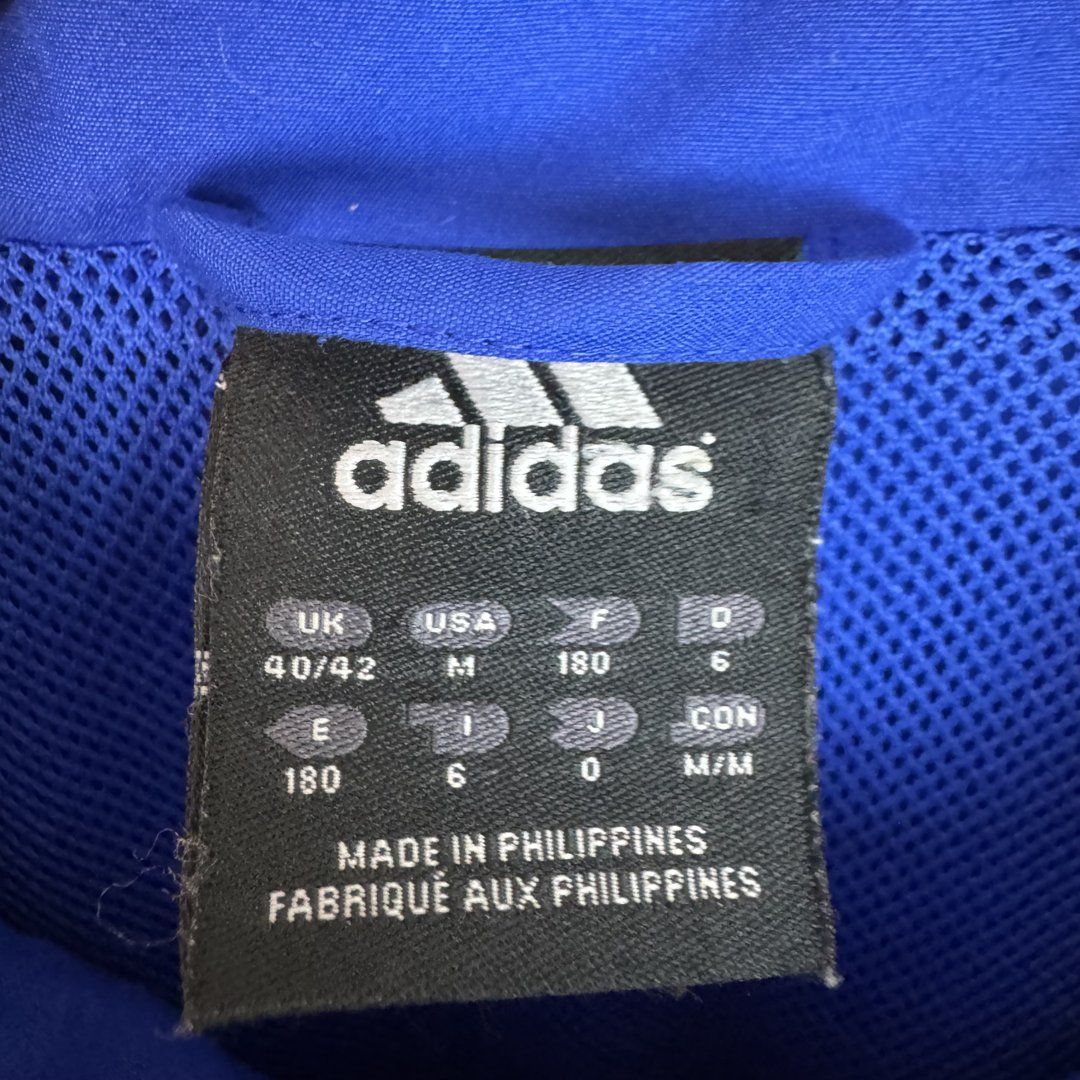 adidas
UK USA F D
40/42 M 180 6
E I J CON
180 6 0 M/M
MADE IN PHILIPPINES
FABRIQUÉ AUX PHILIPPINES